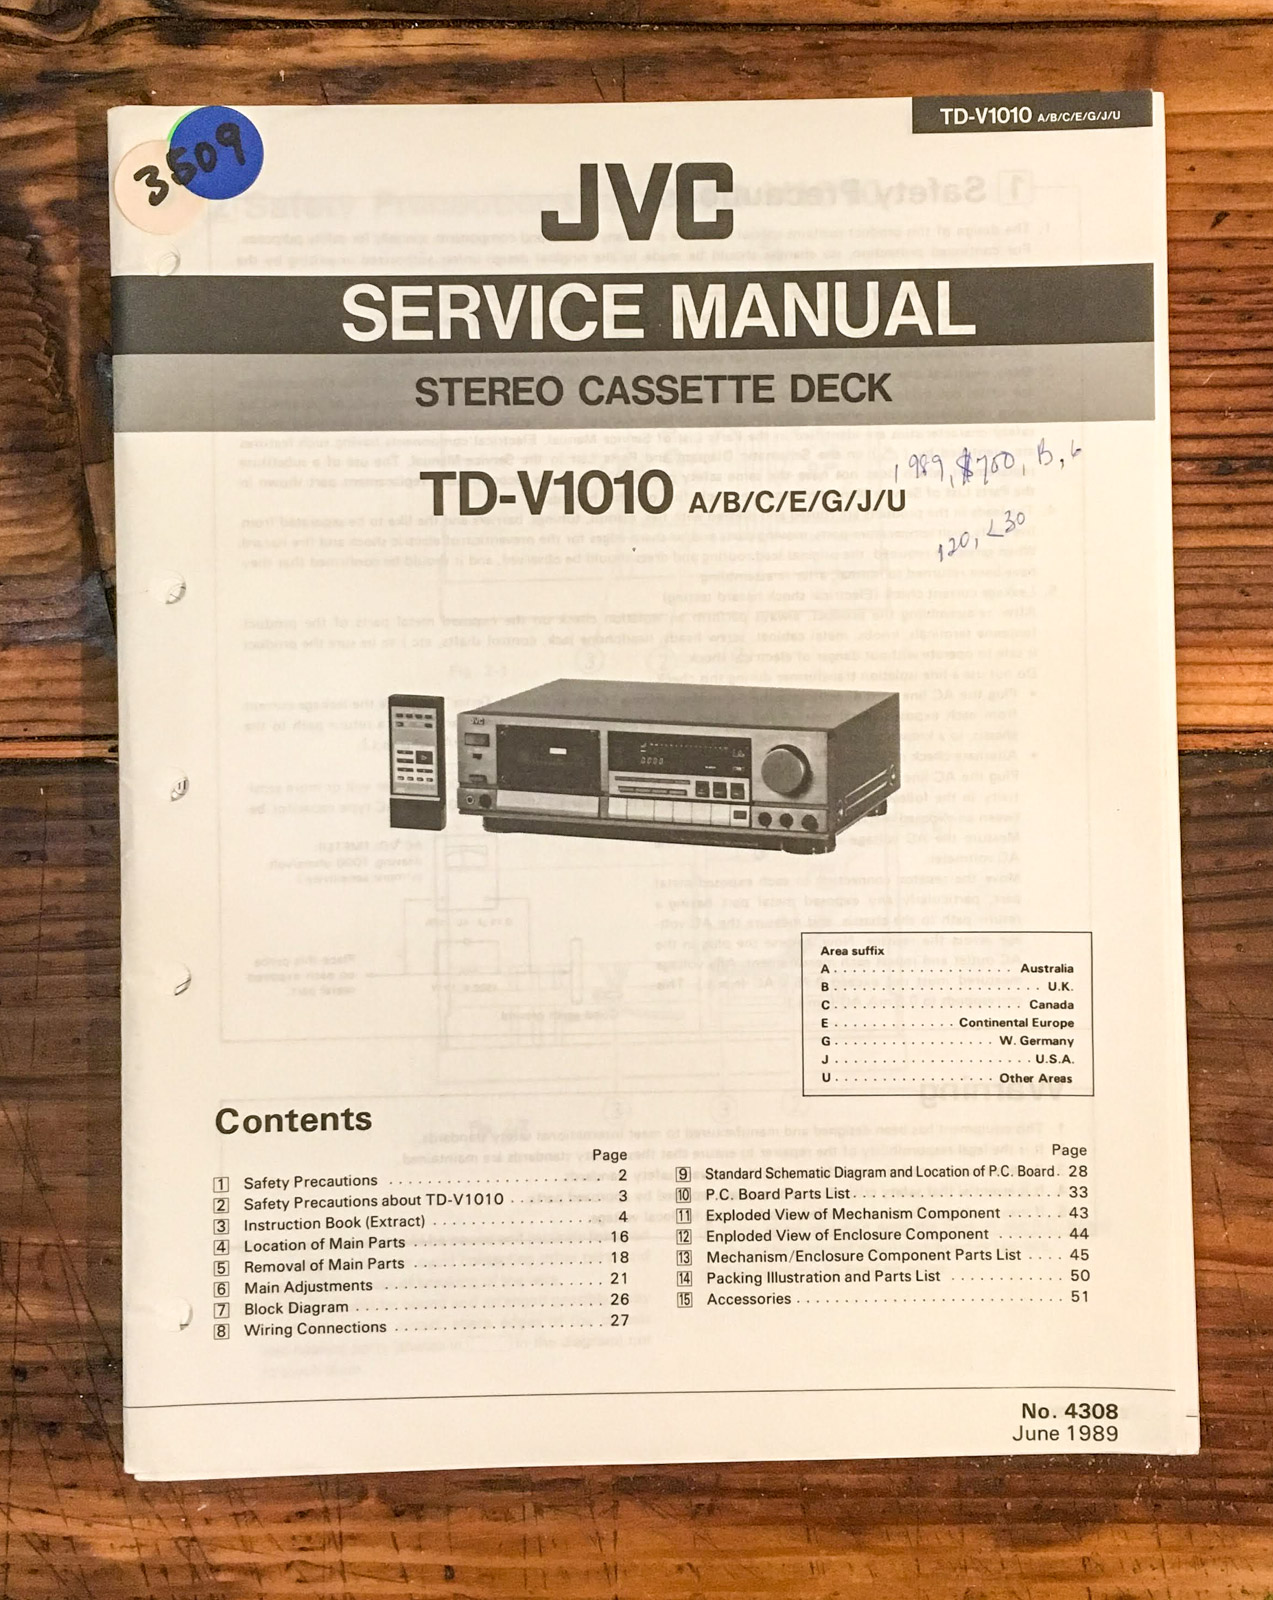 TD-V1010 A/B/C/E/G/J/U
3509
JVC
SERVICE MANUAL
STEREO CASSETTE DECK
TD-V1010 A/B/C/E/G/J/U
1989, $700, B, 6
120, <30
JVC
Area suffix
A . . . . . . . . . . . . . . . . . . . . Australia
B . . . . . . . . . . . . . . . . . . . . . . . U.K.
C . . . . . . . . . . . . . . . . . . . . . Canada
E . . . . . . . . . . . . . Continental Europe
G . . . . . . . . . . . . . . . . . W. Germany
J . . . . . . . . . . . . . . . . . . . . . . U.S.A.
U . . . . . . . . . . . . . . . . . Other Areas
Contents
Page
1 Safety Precautions . . . . . . . . . . . . . . . . . . . . 2
2 Safety Precautions about TD-V1010 . . . . . . . . . 3
3 Instruction Book (Extract) . . . . . . . . . . . . . . . . 4
4 Location of Main Parts . . . . . . . . . . . . . . . . . 16
5 Removal of Main Parts . . . . . . . . . . . . . . . . . 18
6 Main Adjustments . . . . . . . . . . . . . . . . . . . . 21
7 Block Diagram . . . . . . . . . . . . . . . . . . . . . . . 26
8 Wiring Connections . . . . . . . . . . . . . . . . . . . 27
Page
9 Standard Schematic Diagram and Location of P.C. Board. 28
10 P.C. Board Parts List . . . . . . . . . . . . . . . . . . . . 33
11 Exploded View of Mechanism Component . . . . . . 43
12 Enploded View of Enclosure Component . . . . . . . 44
13 Mechanism/Enclosure Component Parts List . . . . 45
14 Packing Illustration and Parts List . . . . . . . . . . . . 50
15 Accessories . . . . . . . . . . . . . . . . . . . . . . . . . . . 51
No. 4308
June 1989